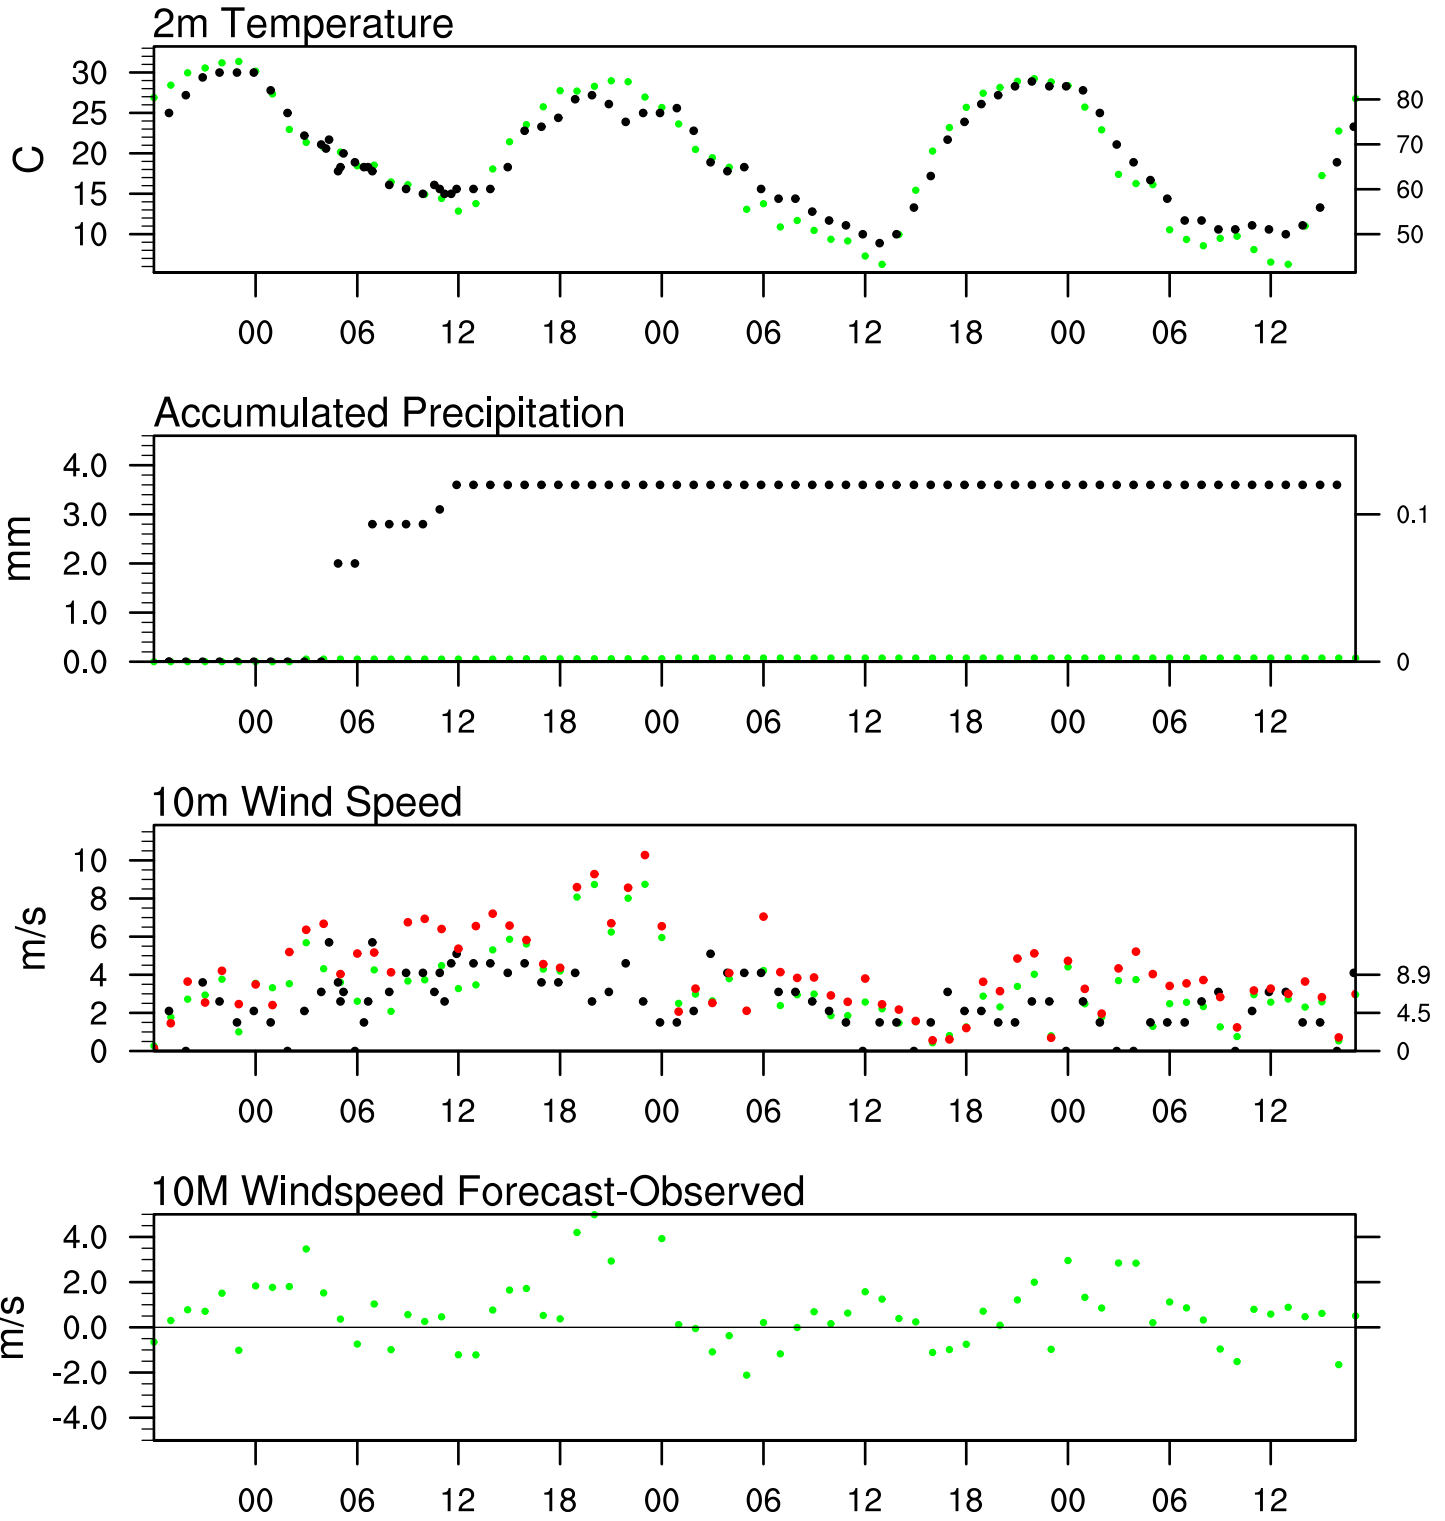 2m Temperature
C
30
25
20
15
10
80
70
60
50
00 06 12 18 00 06 12 18 00 06 12
Accumulated Precipitation
mm
4.0
3.0
2.0
1.0
0.0
0.1
0
00 06 12 18 00 06 12 18 00 06 12
10m Wind Speed
m/s
10
8
6
4
2
0
8.9
4.5
0
00 06 12 18 00 06 12 18 00 06 12
10M Windspeed Forecast-Observed
m/s
4.0
2.0
0.0
-2.0
-4.0
00 06 12 18 00 06 12 18 00 06 12